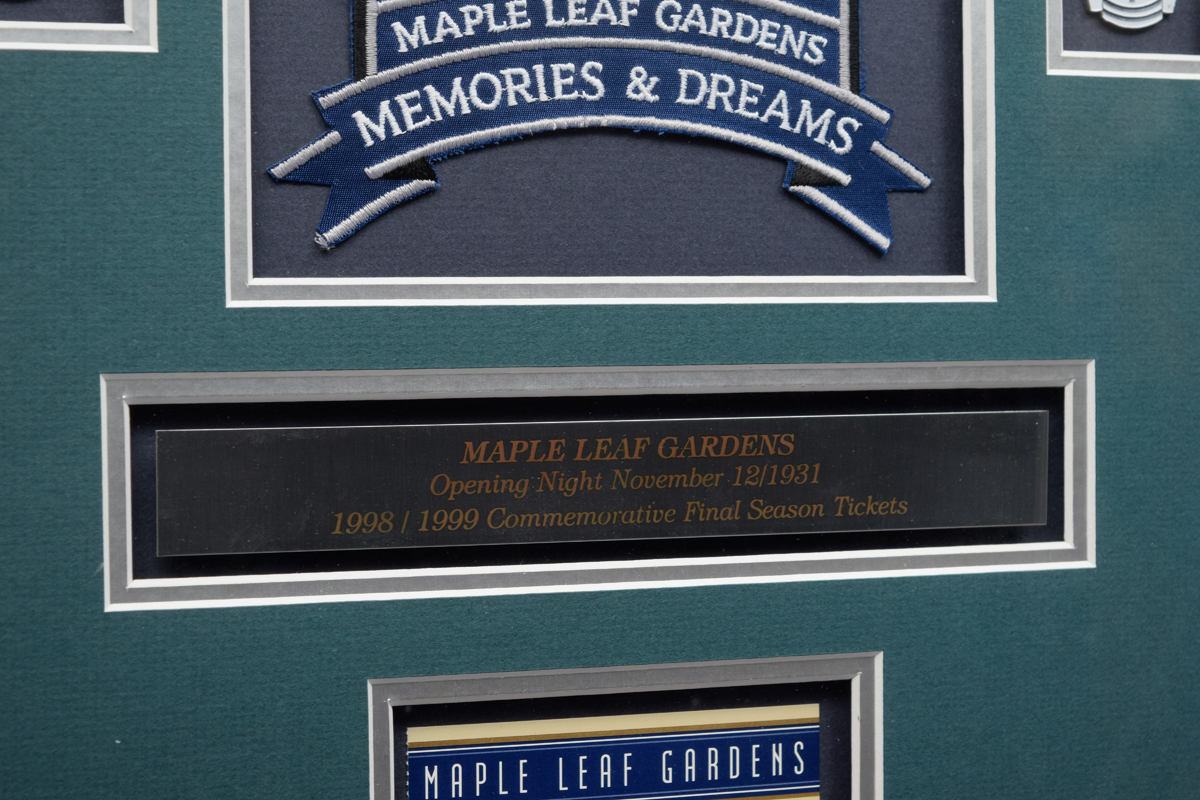 MAPLE LEAF GARDENS
MEMORIES & DREAMS
MAPLE LEAF GARDENS
Opening Night November 12/1931
1998 / 1999 Commemorative Final Season Tickets
MAPLE LEAF GARDENS